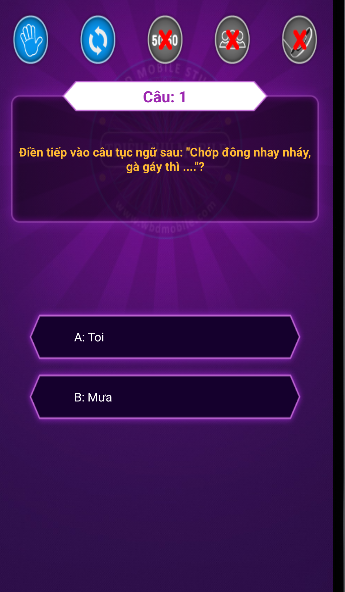 50:50
Câu: 1
Điền tiếp vào câu tục ngữ sau: "Chớp đông nhay nháy,
gà gáy thì ...."?
A: Toi
B: Mưa